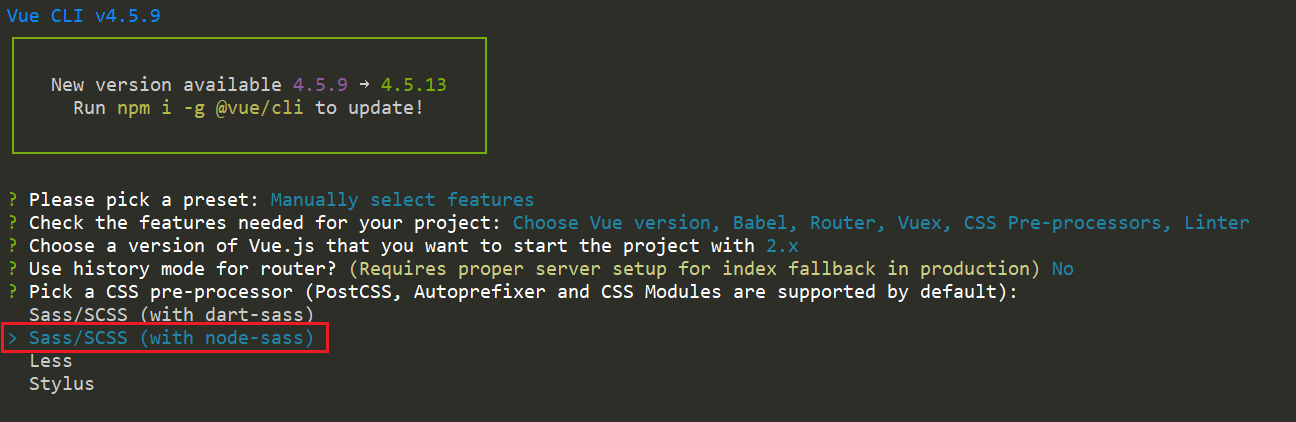 Vue CLI v4.5.9
New version available 4.5.9 → 4.5.13
Run npm i -g @vue/cli to update!
? Please pick a preset: Manually select features
? Check the features needed for your project: Choose Vue version, Babel, Router, Vuex, CSS Pre-processors, Linter
? Choose a version of Vue.js that you want to start the project with 2.x
? Use history mode for router? (Requires proper server setup for index fallback in production) No
? Pick a CSS pre-processor (PostCSS, Autoprefixer and CSS Modules are supported by default):
Sass/SCSS (with dart-sass)
> Sass/SCSS (with node-sass)
Less
Stylus